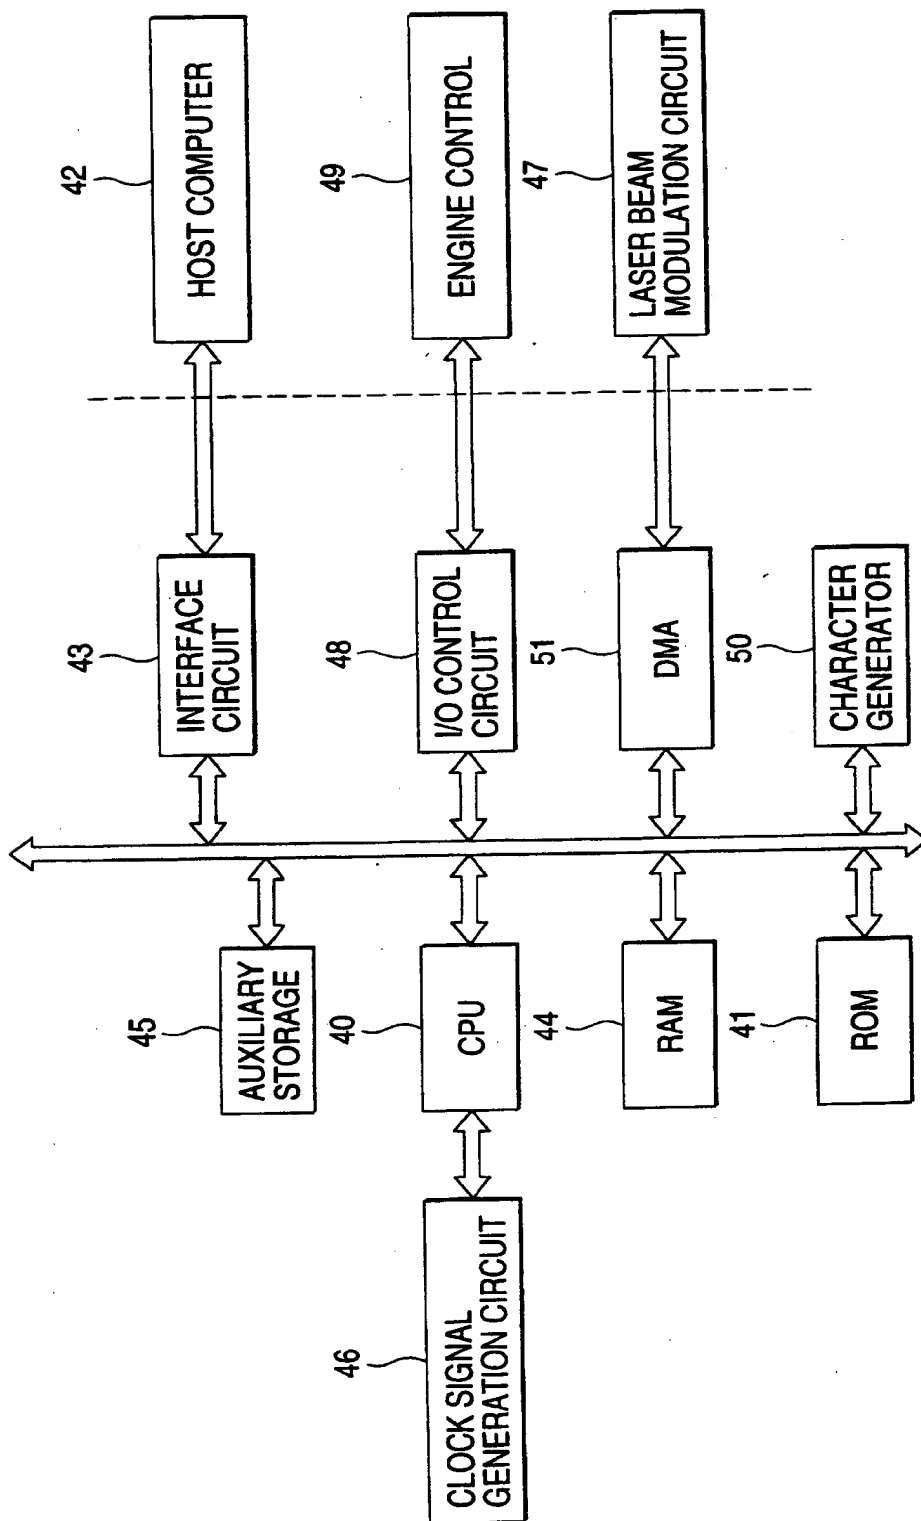 42
HOST COMPUTER
49
ENGINE CONTROL
47
LASER BEAM
MODULATION CIRCUIT
43
INTERFACE
CIRCUIT
48
I/O CONTROL
CIRCUIT
51
DMA
50
CHARACTER
GENERATOR
45
AUXILIARY
STORAGE
40
CPU
44
RAM
41
ROM
46
CLOCK SIGNAL
GENERATION CIRCUIT